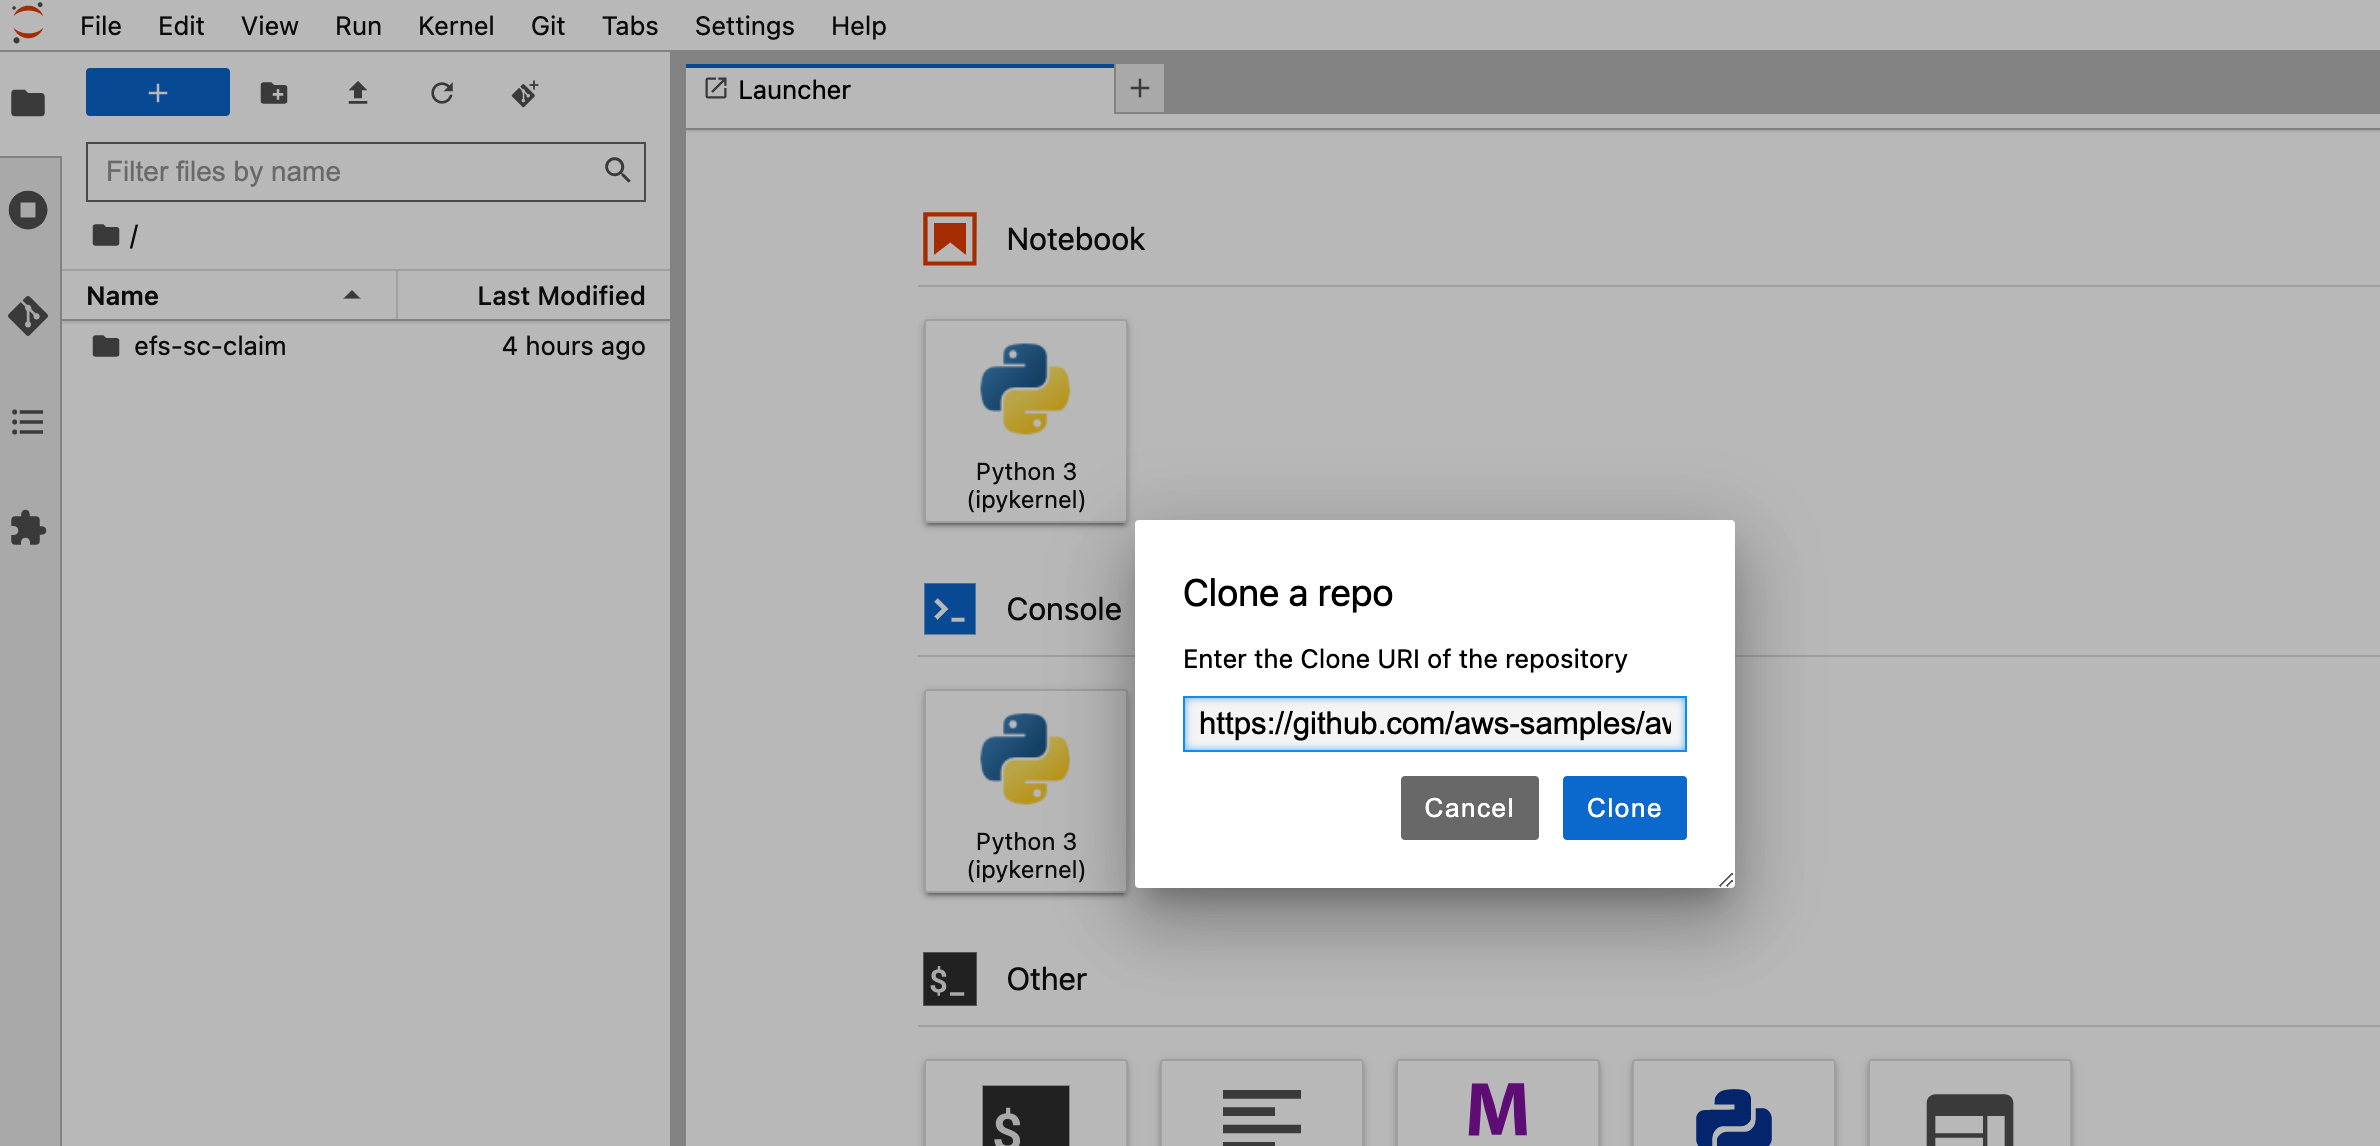 File Edit View Run Kernel Git Tabs Settings Help
Launcher
Filter files by name
/
Name Last Modified
efs-sc-claim 4 hours ago
Notebook
Python 3
(ipykernel)
Console
Python 3
(ipykernel)
Clone a repo
Enter the Clone URI of the repository
https://github.com/aws-samples/
Cancel Clone
$_ Other
$ M